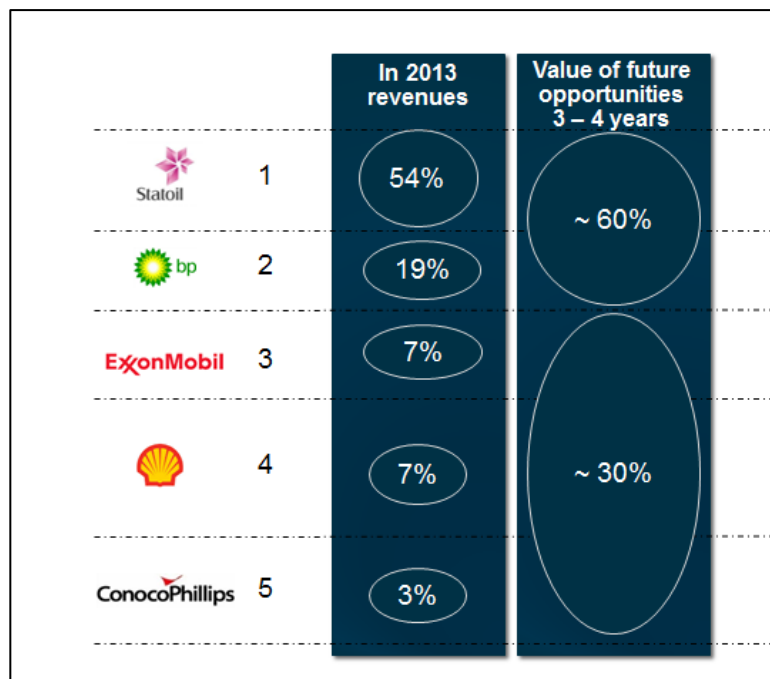 In 2013
revenues
Value of future
opportunities
3 – 4 years
Statoil 1 54%
~ 60%
bp 2 19%
ExxonMobil 3 7%
4 7%
~ 30%
ConocoPhillips 5 3%